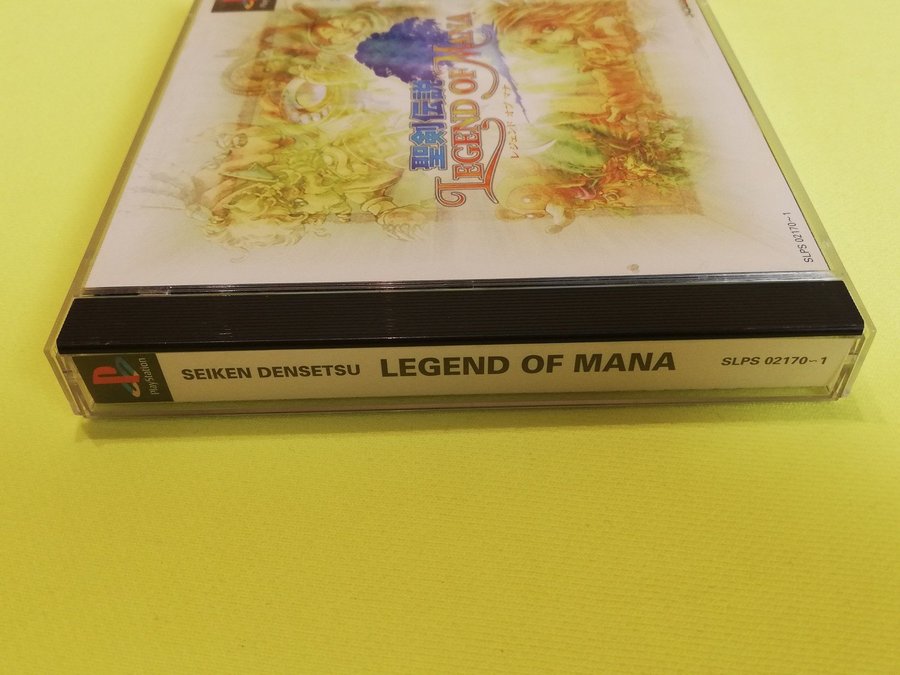 聖剣伝説
LEGEND OF MANA
レジェンド オブ マナ
SLPS 02170~1
PlayStation
SEIKEN DENSETSU LEGEND OF MANA
SLPS 02170~1